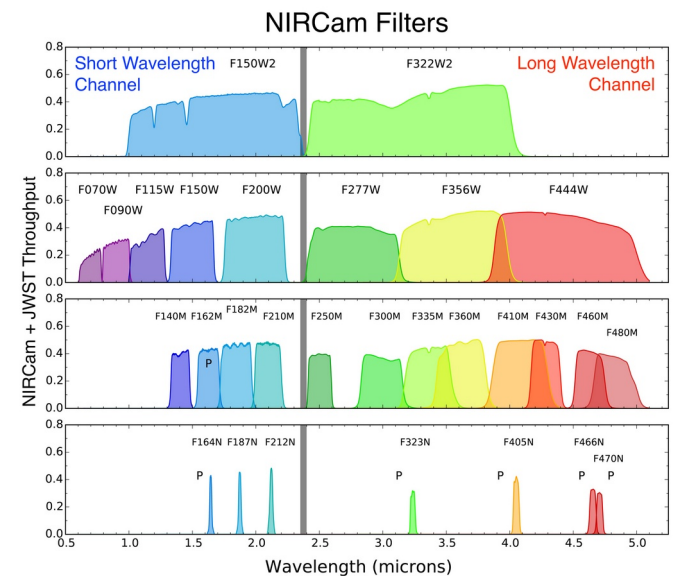 NIRCam Filters
Short Wavelength
Channel
F150W2
F322W2
Long Wavelength
Channel
0.8
0.6
0.4
0.2
0.0
F070W
F090W
F115W
F150W
F200W
F277W
F356W
F444W
0.8
0.6
0.4
0.2
0.0
F140M
F162M
F182M
F210M
F250M
F300M
F335M
F360M
F410M
F430M
F460M
F480M
P
0.8
0.6
0.4
0.2
0.0
F164N
F187N
F212N
F323N
F405N
F466N
F470N
P
P
P
P
P
0.8
0.6
0.4
0.2
0.0
0.5
1.0
1.5
2.0
2.5
3.0
3.5
4.0
4.5
5.0
NIRCam + JWST Throughput
Wavelength (microns)